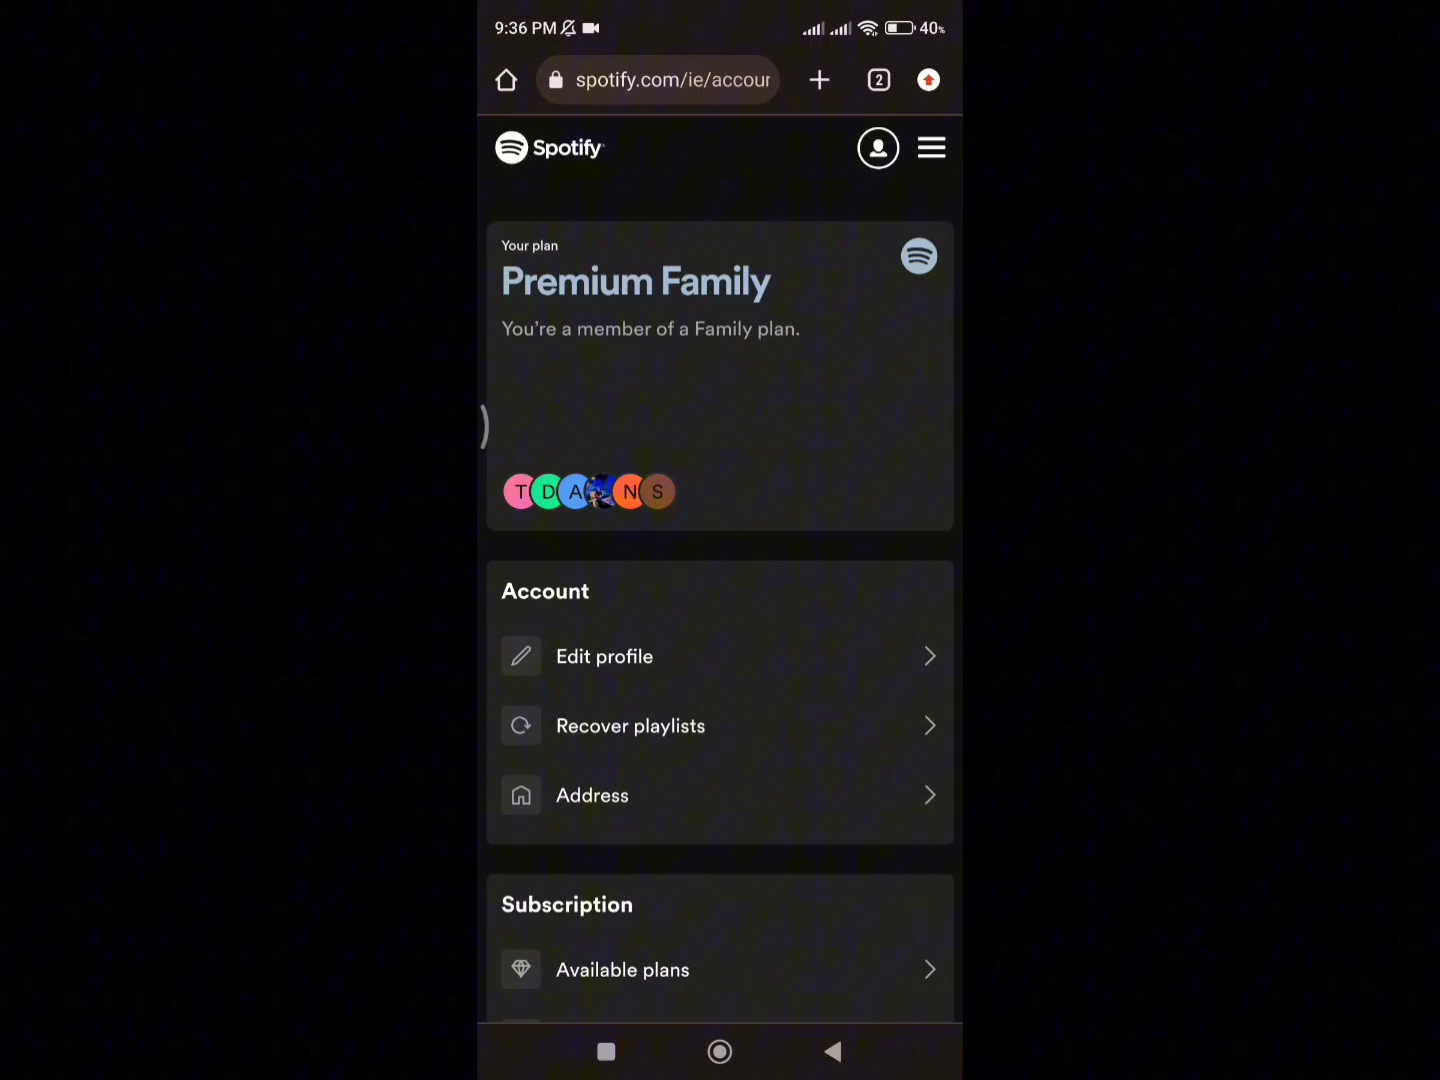 9:36 PM
40%
spotify.com/ie/accour
2
Spotify
Your plan
Premium Family
You're a member of a Family plan.
T D A N S
Account
Edit profile
Recover playlists
Address
Subscription
Available plans